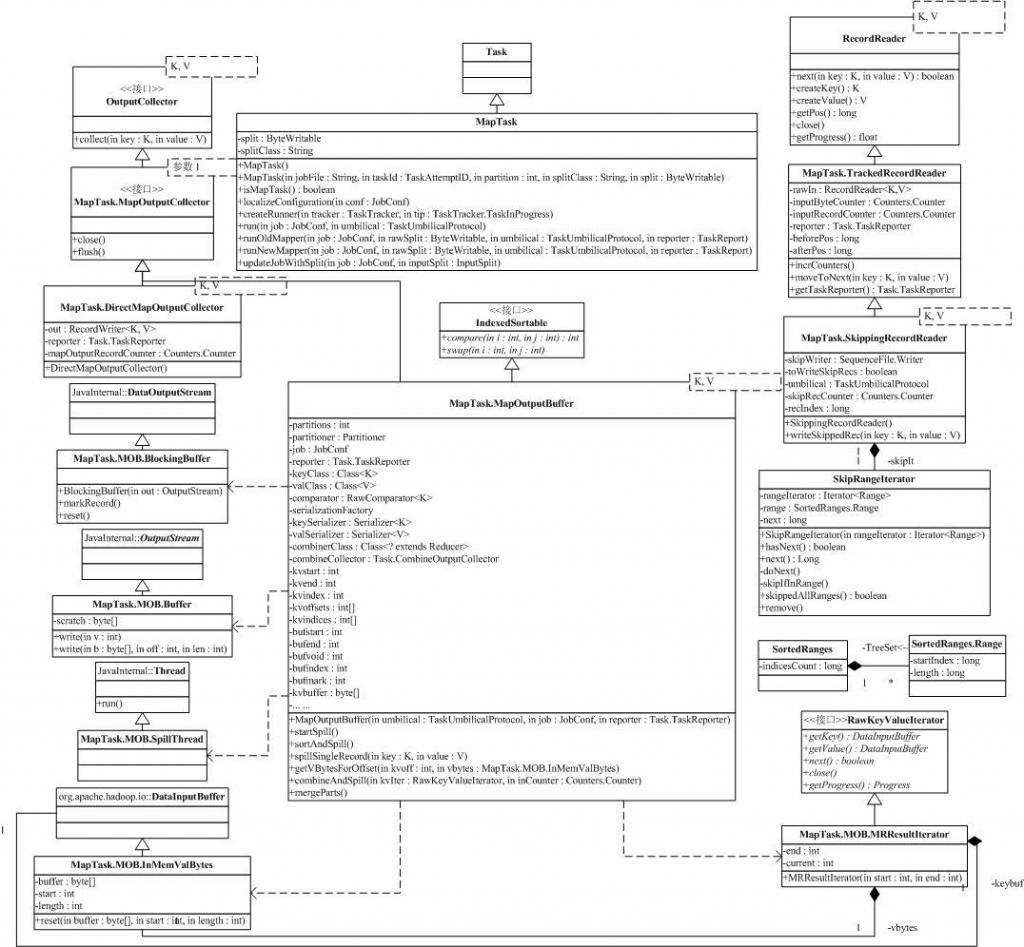 K, V
<<接口>>
OutputCollector
+collect(in key : K, in value : V)
参数 1
<<接口>>
MapTask.MapOutputCollector
+close()
+flush()
K, V
MapTask.DirectMapOutputCollector
-out : RecordWriter<K, V>
-reporter : Task.TaskReporter
-mapOutputRecordCounter : Counters.Counter
+DirectMapOutputCollector()
JavaInternal::DataOutputStream
MapTask.MOB.BlockingBuffer
+BlockingBuffer(in out : OutputStream)
+markRecord()
+reset()
JavaInternal::OutputStream
MapTask.MOB.Buffer
-scratch : byte[]
+write(in v : int)
+write(in b : byte[], in off : int, in len : int)
JavaInternal::Thread
+run()
MapTask.MOB.SpillThread
org.apache.hadoop.io::DataInputBuffer
1
MapTask.MOB.InMemValBytes
-buffer : byte[]
-start : int
-length : int
+reset(in buffer : byte[], in start : int, in length : int)
1
Task
MapTask
-split : ByteWritable
-splitClass : String
+MapTask()
+MapTask(in jobFile : String, in taskId : TaskAttemptID, in partition : int, in splitClass : String, in split : ByteWritable)
+isMapTask() : boolean
+localizeConfiguration(in conf : JobConf)
+createRunner(in tracker : TaskTracker, in tip : TaskTracker.TaskInProgress)
+run(in job : JobConf, in umbilical : TaskUmbilicalProtocol)
+runOldMapper(in job : JobConf, in rawSplit : ByteWritable, in umbilical : TaskUmbilicalProtocol, in reporter : TaskReport)
+runNewMapper(in job : JobConf, in rawSplit : ByteWritable, in umbilical : TaskUmbilicalProtocol, in reporter : TaskReport)
+updateJobWithSplit(in job : JobConf, in inputSplit : InputSplit)
<<接口>>
IndexedSortable
+compare(in i : int, in j : int) : int
+swap(in i : int, in j : int)
K, V
MapTask.MapOutputBuffer
-partitions : int
-partitioner : Partitioner
-job : JobConf
-reporter : Task.TaskReporter
-keyClass : Class<K>
-valClass : Class<V>
-comparator : RawComparator<K>
-serializationFactory
-keySerializer : Serializer<K>
-valSerializer : Serializer<V>
-combinerClass : Class<? extends Reducer>
-combineCollector : Task.CombineOutputCollector
-kvstart : int
-kvend : int
-kvindex : int
-kvoffsets : int[]
-kvindices : int[]
-bufstart : int
-bufend : int
-bufvoid : int
-bufindex : int
-bufmark : int
-kvbuffer : byte[]
-... ...
+MapOutputBuffer(in umbilical : TaskUmbilicalProtocol, in job : JobConf, in reporter : Task.TaskReporter)
+startSpill()
+sortAndSpill()
+spillSingleRecord(in key : K, in value : V)
+getVBytesForOffset(in kvoff : int, in vbytes : MapTask.MOB.InMemValBytes)
+combineAndSpill(in kvIter : RawKeyValueIterator, in inCounter : Counters.Counter)
+mergeParts()
K, V
RecordReader
+next(in key : K, in value : V) : boolean
+createKey() : K
+createValue() : V
+getPos() : long
+close()
+getProgress() : float
MapTask.TrackedRecordReader
-rawIn : RecordReader<K,V>
-inputByteCounter : Counters.Counter
-inputRecordCounter : Counters.Counter
-reporter : Task.TaskReporter
-beforePos : long
-afterPos : long
+incrCounters()
+moveToNext(in key : K, in value : V)
+getTaskReporter() : Task.TaskReporter
K, V
MapTask.SkippingRecordReader
-skipWriter : SequenceFile.Writer
-toWriteSkipRecs : boolean
-umbilical : TaskUmbilicalProtocol
-skipRecCounter : Counters.Counter
-recIndex : long
+SkippingRecordReader()
+writeSkippedRec(in key : K, in value : V)
1
-skipIt
SkipRangeIterator
-rangeIterator : Iterator<Range>
-range : SortedRanges.Range
-next : long
+SkipRangeIterator(in rangeIterator : Iterator<Range>)
+hasNext() : boolean
+next() : Long
-doNext()
-skipIfInRange()
+skippedAllRanges() : boolean
+remove()
SortedRanges
-indicesCount : long
-TreeSet<~
1
*
SortedRanges.Range
-startIndex : long
-length : long
<<接口>>RawKeyValueIterator
+getKey() : DataInputBuffer
+getValue() : DataInputBuffer
+next() : boolean
+close()
+getProgress() : Progress
MapTask.MOB.MRResultIterator
-end : int
-current : int
+MRResultIterator(in start : int, in end : int)
1
-keybuf
1
-vbytes